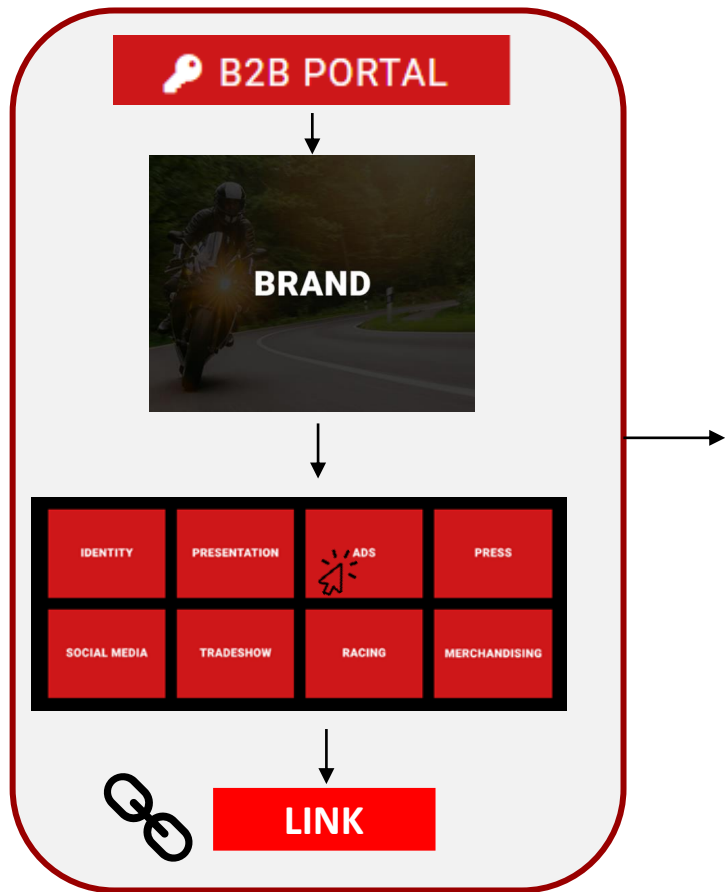 B2B PORTAL
BRAND
IDENTITY PRESENTATION ADS PRESS
SOCIAL MEDIA TRADESHOW RACING MERCHANDISING
LINK